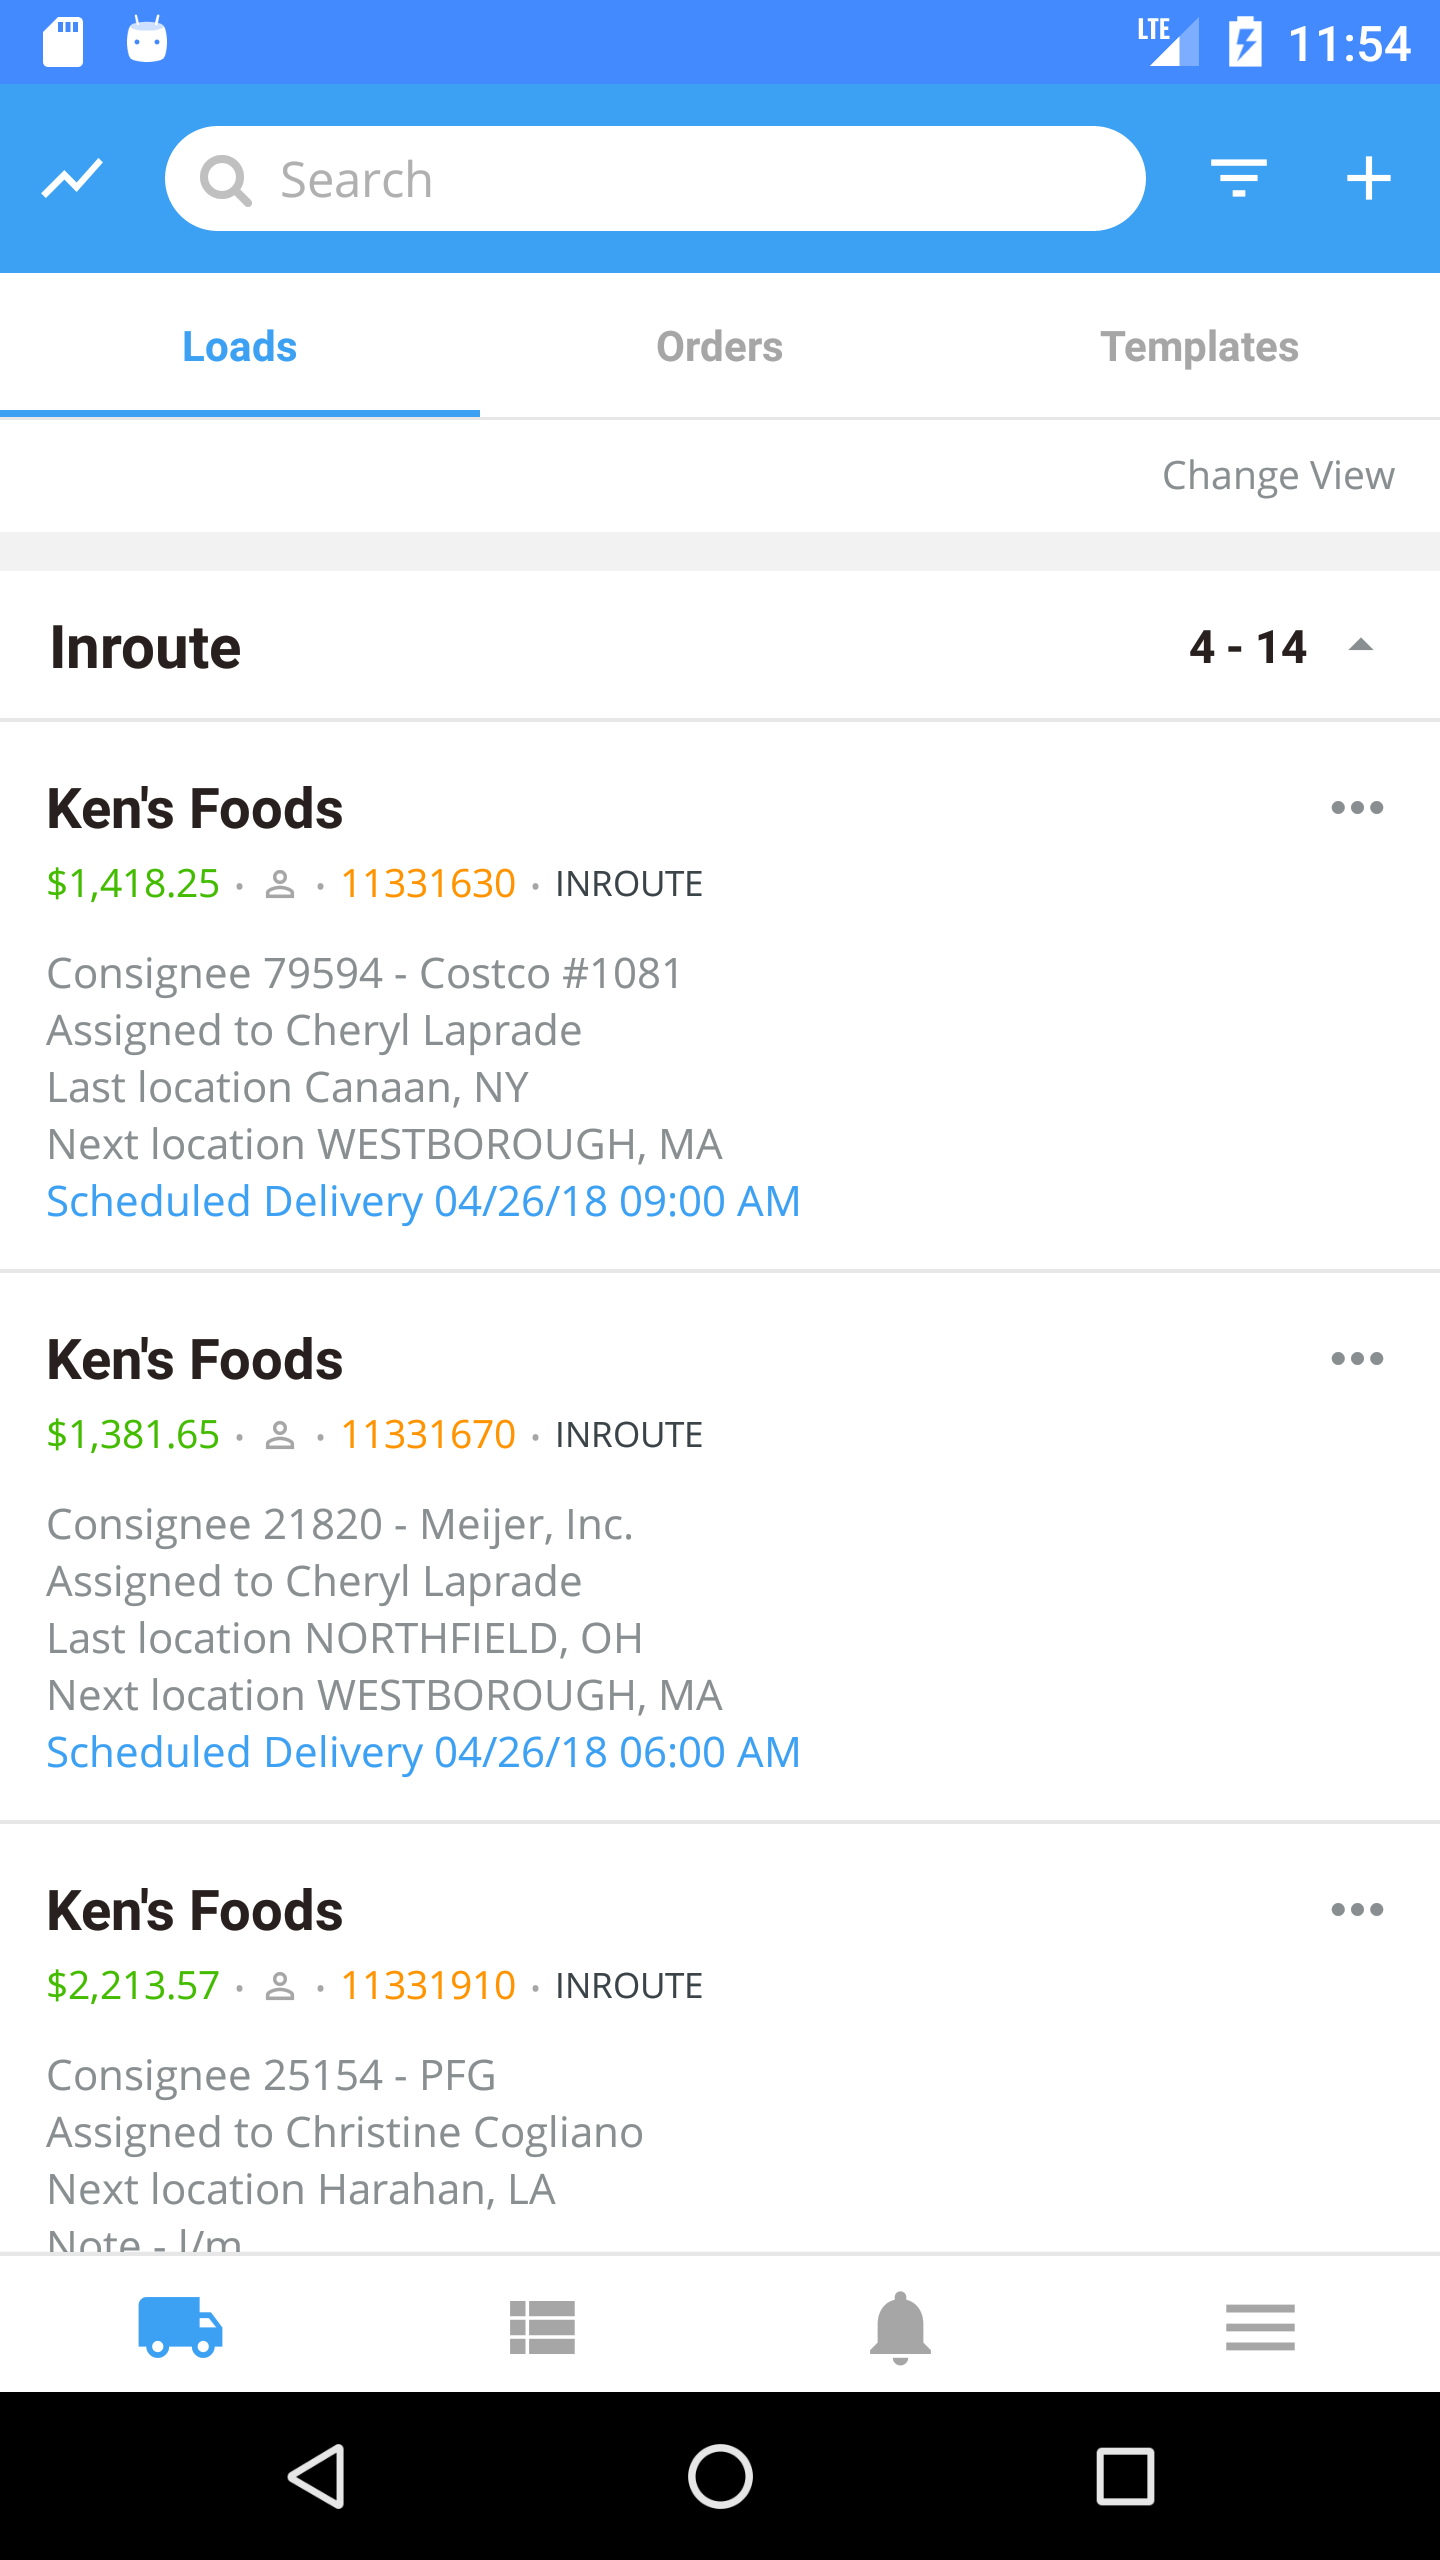 LTE 11:54
Search
Loads Orders Templates
Change View
Inroute 4 - 14
Ken's Foods
$1,418.25 · 11331630 · INROUTE
Consignee 79594 - Costco #1081
Assigned to Cheryl Laprade
Last location Canaan, NY
Next location WESTBOROUGH, MA
Scheduled Delivery 04/26/18 09:00 AM
Ken's Foods
$1,381.65 · 11331670 · INROUTE
Consignee 21820 - Meijer, Inc.
Assigned to Cheryl Laprade
Last location NORTHFIELD, OH
Next location WESTBOROUGH, MA
Scheduled Delivery 04/26/18 06:00 AM
Ken's Foods
$2,213.57 · 11331910 · INROUTE
Consignee 25154 - PFG
Assigned to Christine Cogliano
Next location Harahan, LA
Note - l/m